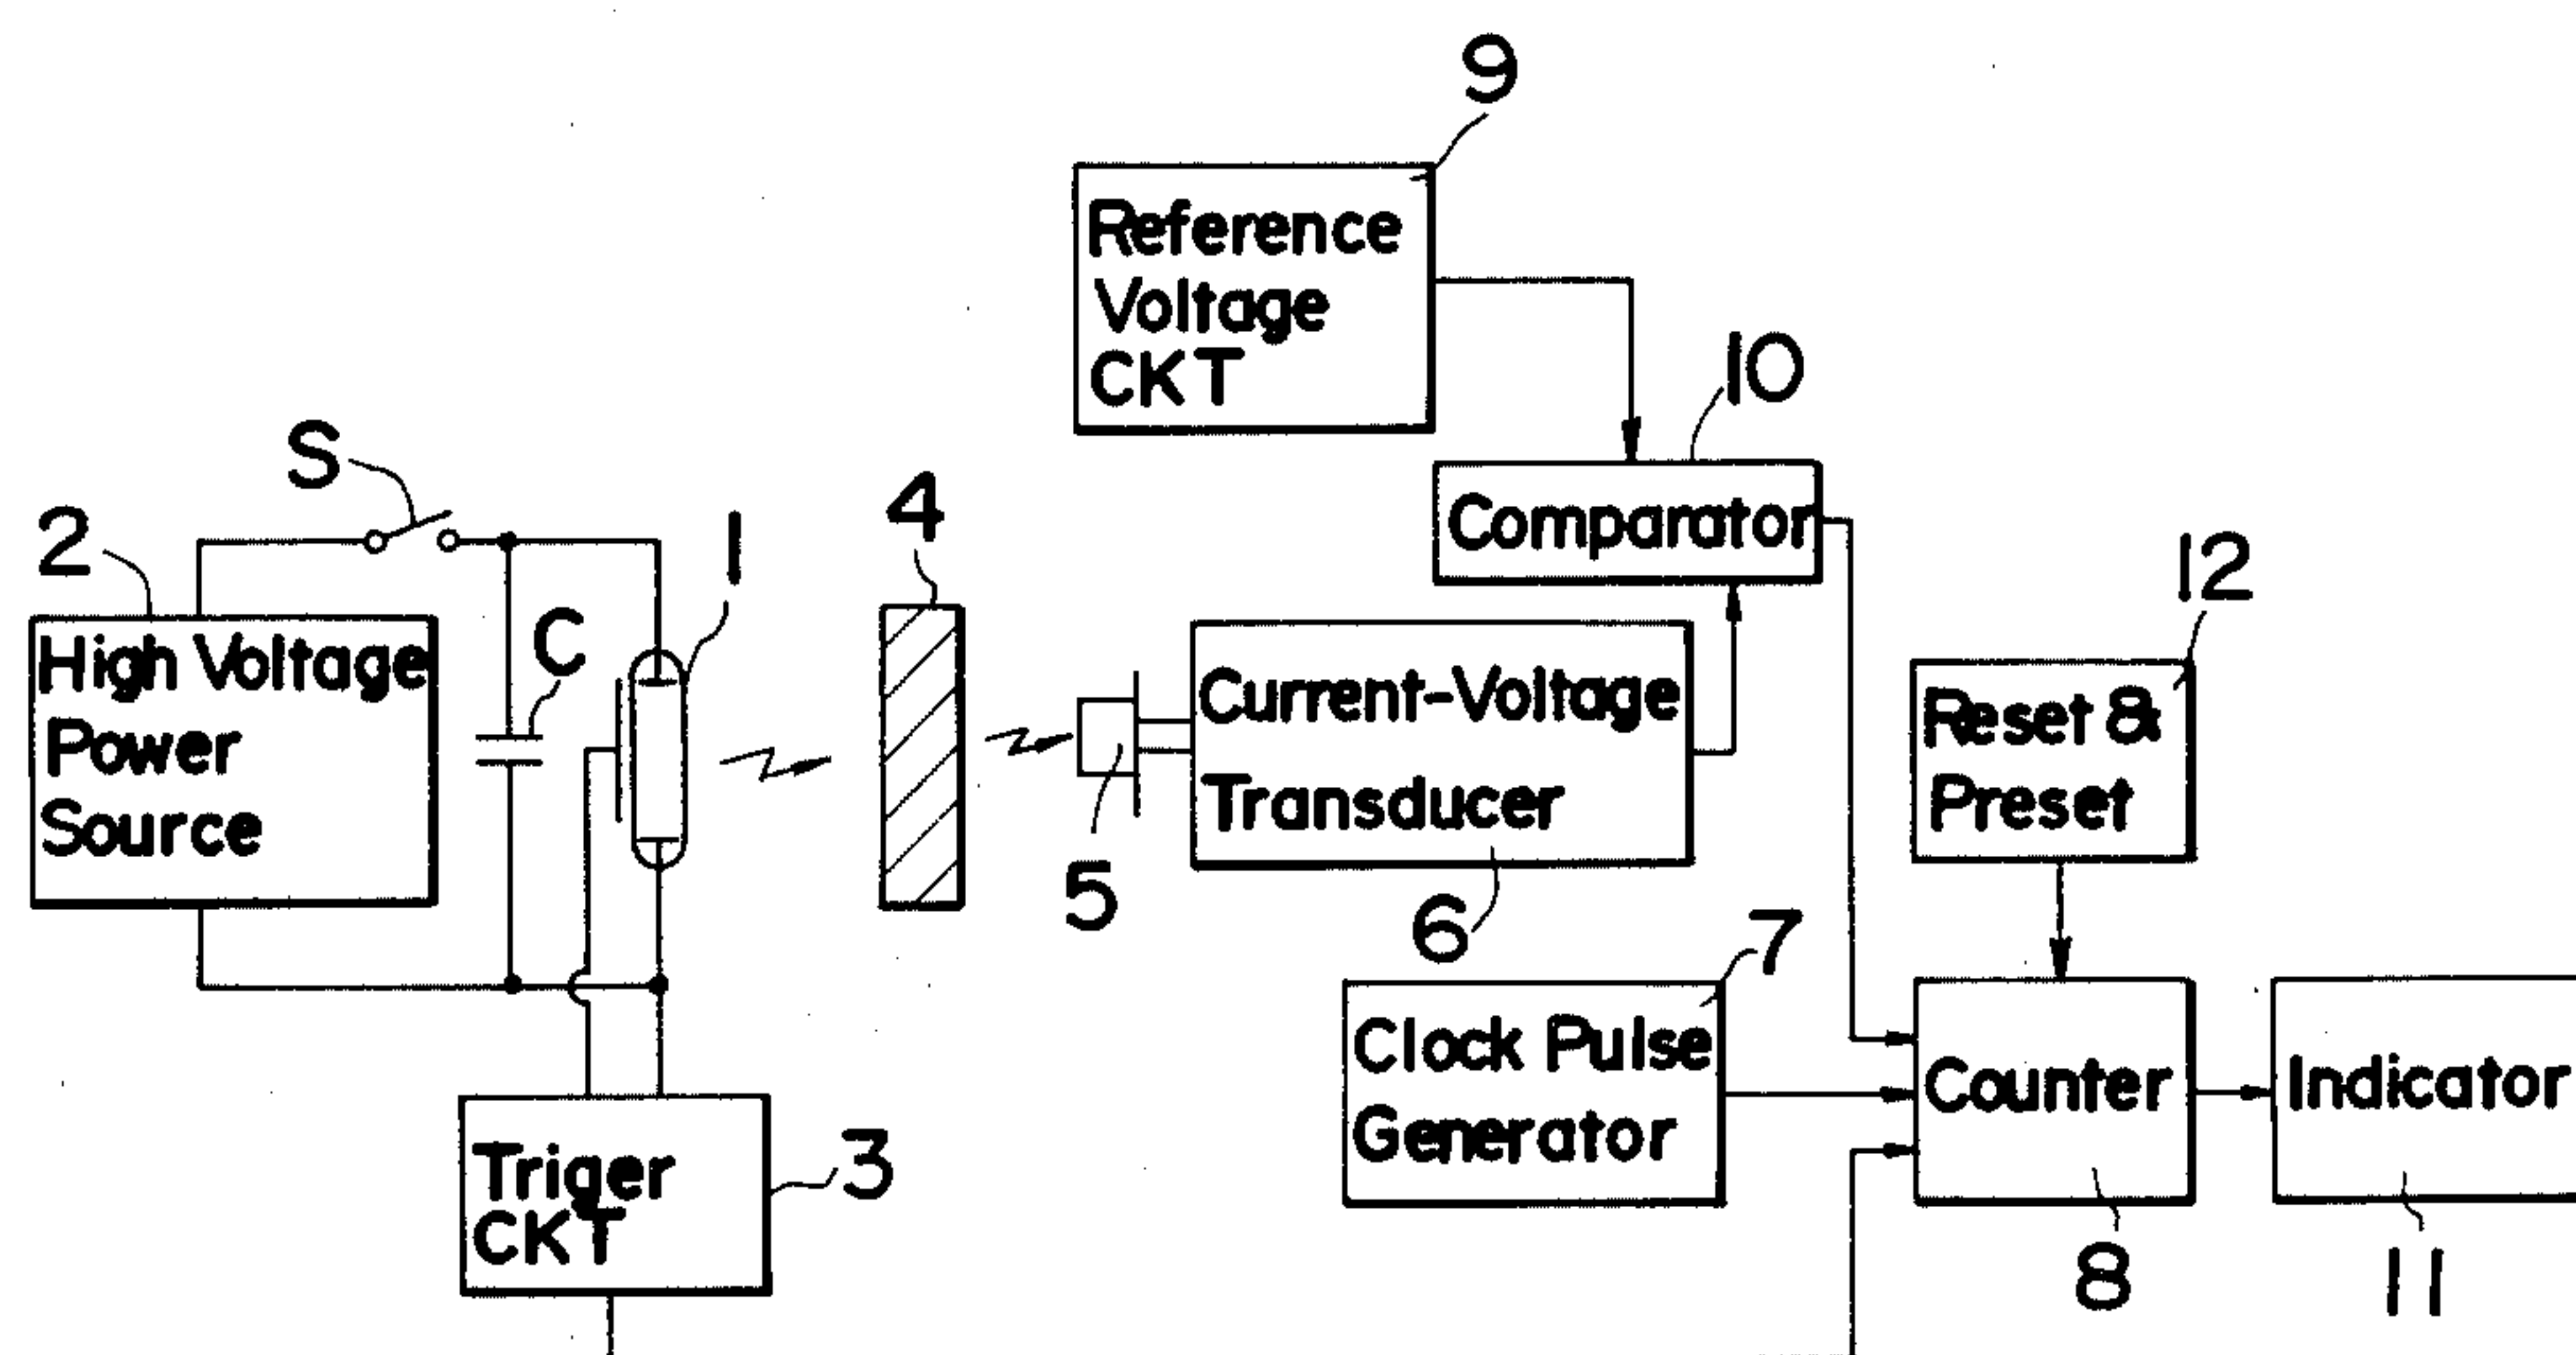 9
Reference
Voltage
CKT
10
S
Comparator
4
2
1
12
High Voltage
Power
Source
C
Current-Voltage
Transducer
Reset &
Preset
5
6
7
Clock Pulse
Generator
Counter
Indicator
Triger
CKT
3
8
11